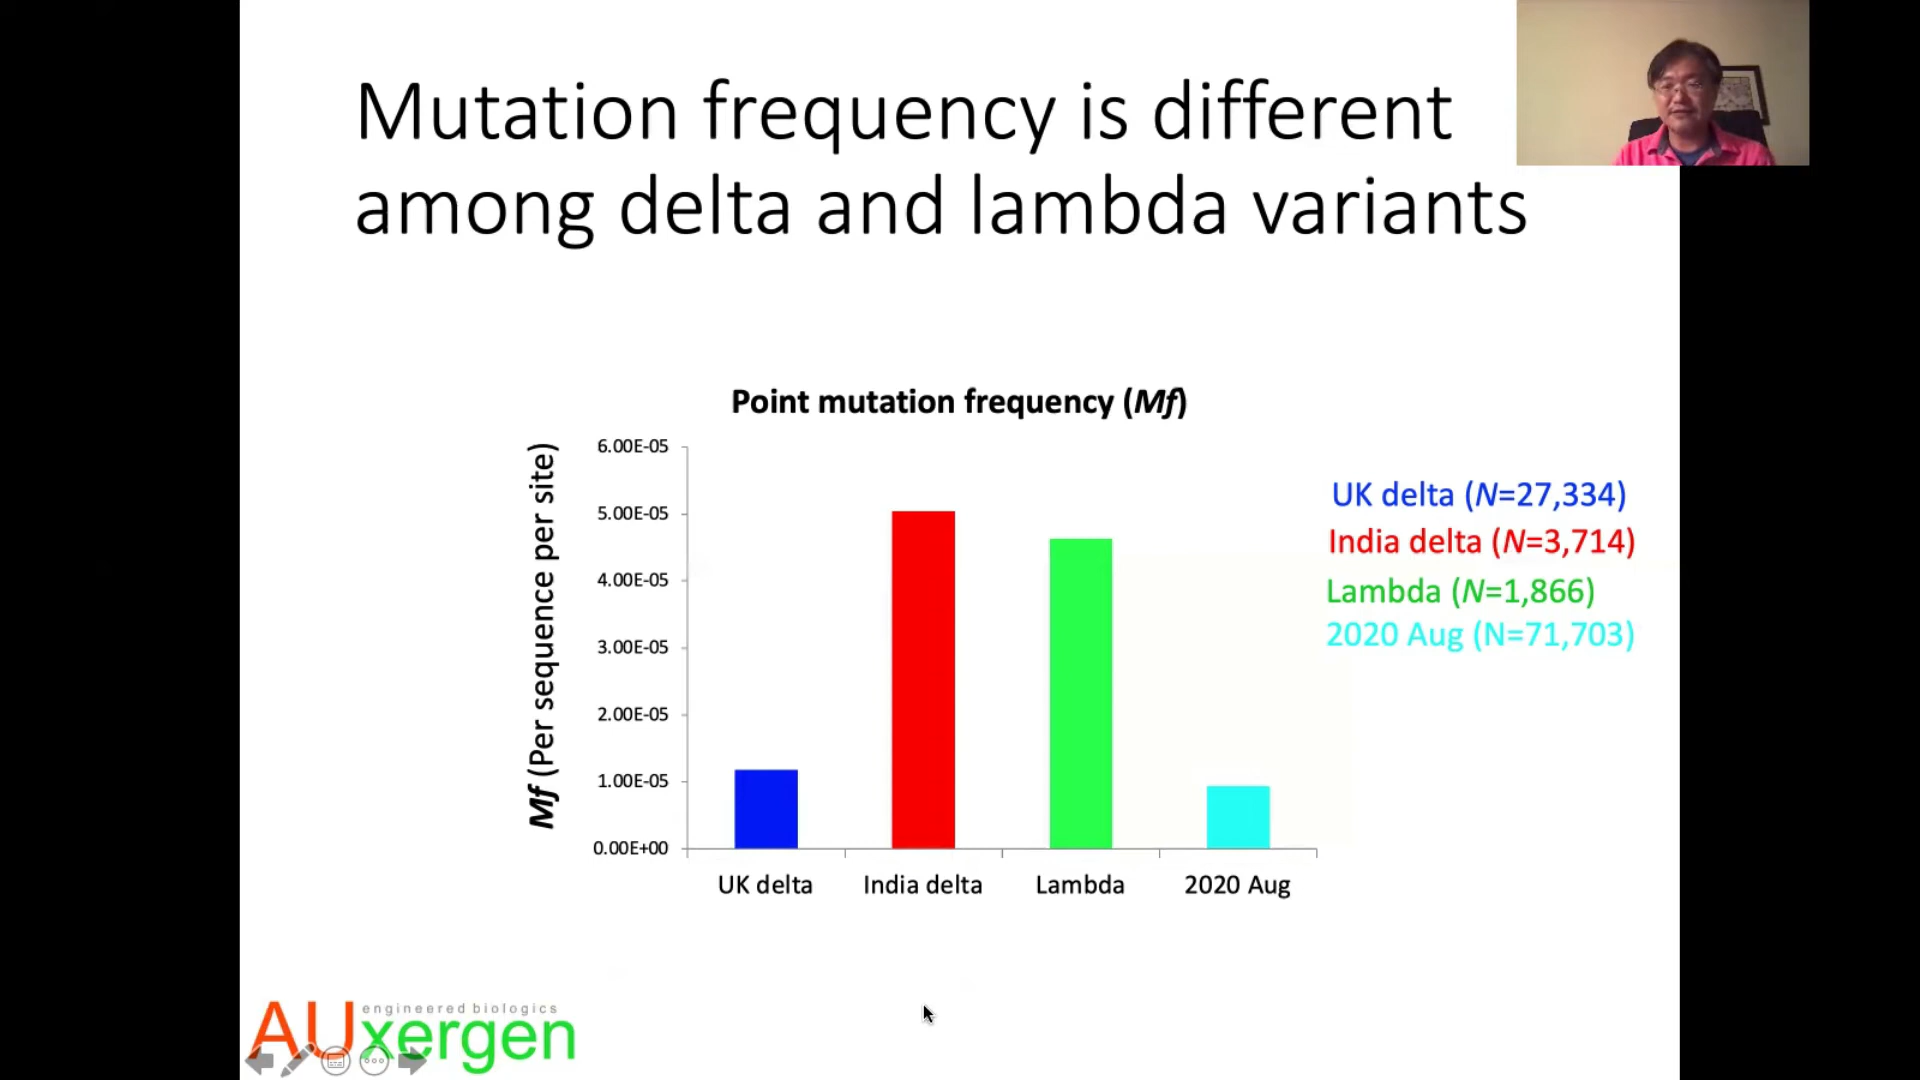 Mutation frequency is different
among delta and lambda variants
Point mutation frequency (Mf)
Mf (Per sequence per site)
6.00E-05
5.00E-05
4.00E-05
3.00E-05
2.00E-05
1.00E-05
0.00E+00
UK delta
India delta
Lambda
2020 Aug
UK delta (N=27,334)
India delta (N=3,714)
Lambda (N=1,866)
2020 Aug (N=71,703)
engineered biologics
AUxergen